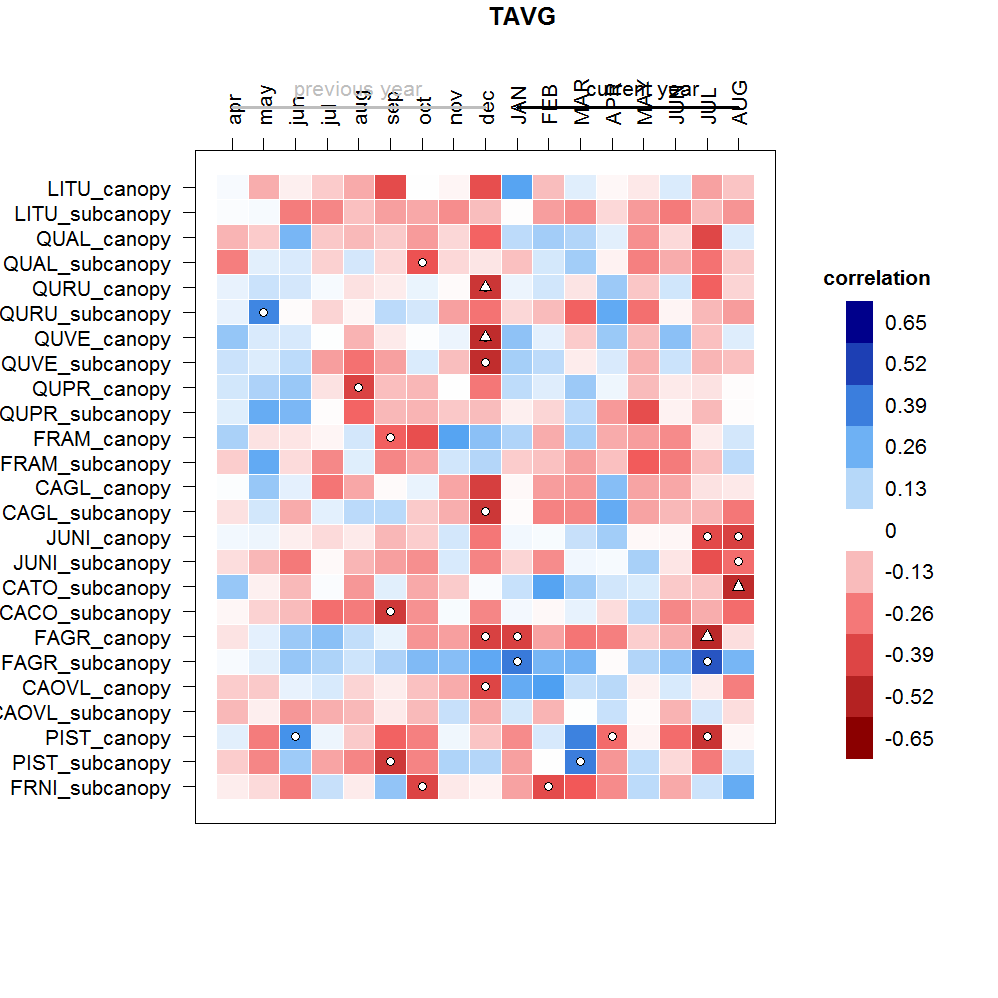 TAVG
previous year current year
apr may jun jul aug sep oct nov dec JAN FEB MAR APR MAY JUN JUL AUG
LITU_canopy
LITU_subcanopy
QUAL_canopy
QUAL_subcanopy
QURU_canopy
QURU_subcanopy
QUVE_canopy
QUVE_subcanopy
QUPR_canopy
QUPR_subcanopy
FRAM_canopy
FRAM_subcanopy
CAGL_canopy
CAGL_subcanopy
JUNI_canopy
JUNI_subcanopy
CATO_subcanopy
CACO_subcanopy
FAGR_canopy
FAGR_subcanopy
CAOVL_canopy
CAOVL_subcanopy
PIST_canopy
PIST_subcanopy
FRNI_subcanopy
correlation
0.65
0.52
0.39
0.26
0.13
0
-0.13
-0.26
-0.39
-0.52
-0.65